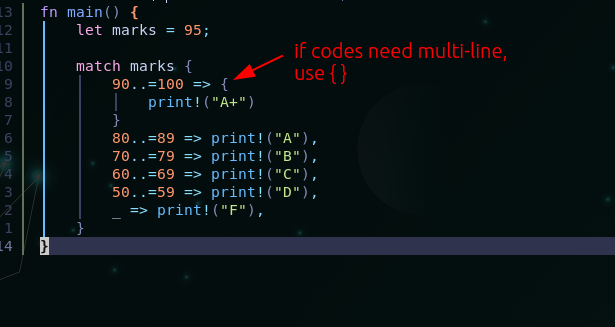 13 fn main() {
12     let marks = 95;
11
10     match marks {
9         90..=100 => {
8             print!("A+")
7         }
6         80..=89 => print!("A"),
5         70..=79 => print!("B"),
4         60..=69 => print!("C"),
3         50..=59 => print!("D"),
2         _ => print!("F"),
1     }
14 }
if codes need multi-line,
use {}